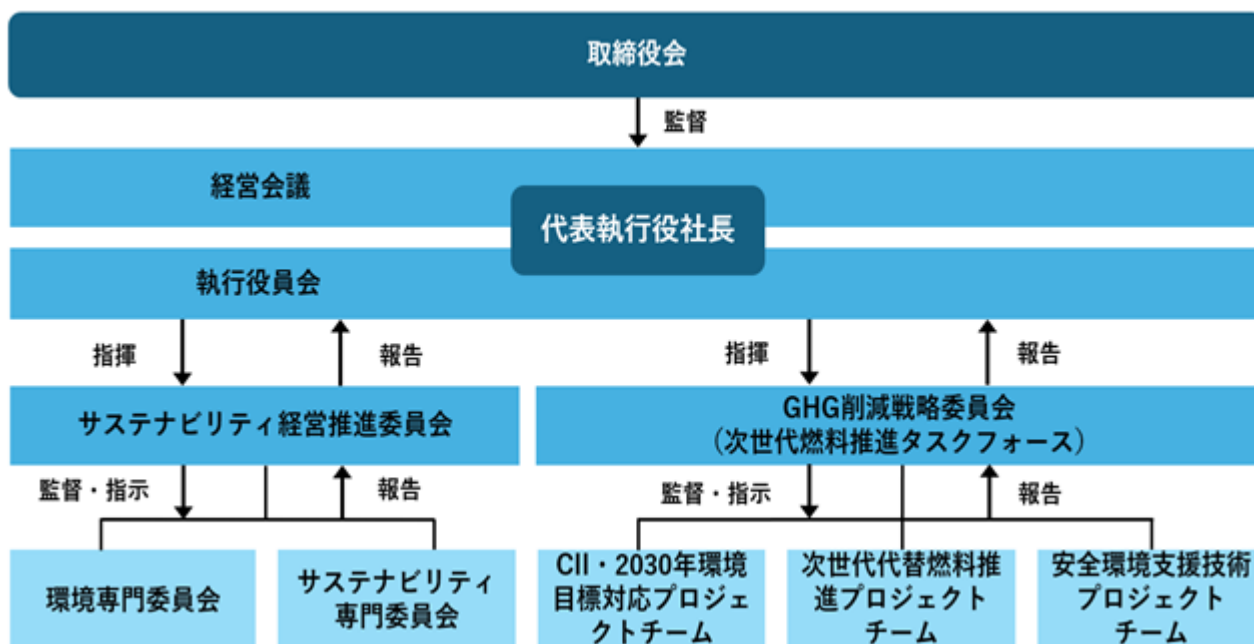 取締役会
監督
経営会議
代表執行役社長
執行役員会
指揮
報告
指揮
報告
サステナビリティ経営推進委員会
GHG削減戦略委員会
（次世代燃料推進タスクフォース）
監督・指示
報告
監督・指示
報告
環境専門委員会
サステナビリティ
専門委員会
CII・2030年環境
目標対応プロジェ
クトチーム
次世代代替燃料推
進プロジェクト
チーム
安全環境支援技術
プロジェクト
チーム